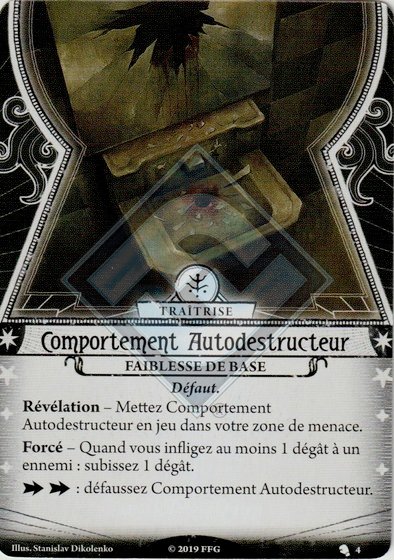 TRAÎTRISE
Comportement Autodestructeur
FAIBLESSE DE BASE
Défaut.
Révélation – Mettez Comportement
Autodestructeur en jeu dans votre zone de menace.
Forcé – Quand vous infligez au moins 1 dégât à un
ennemi : subissez 1 dégât.
: défaussez Comportement Autodestructeur.
Illus. Stanislav Dikolenko © 2019 FFG 4